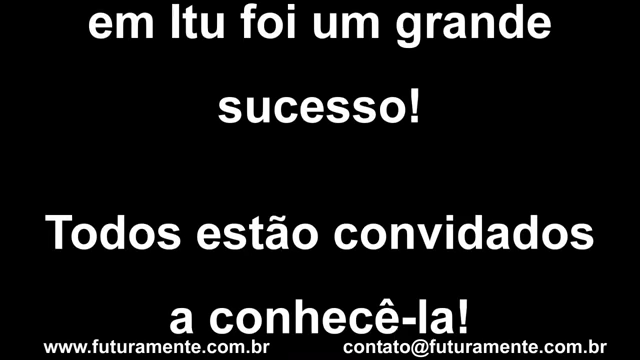 em Itu foi um grande
sucesso!
Todos estão convidados
a conhecê-la!
www.futuramente.com.br contato@futuramente.com.br